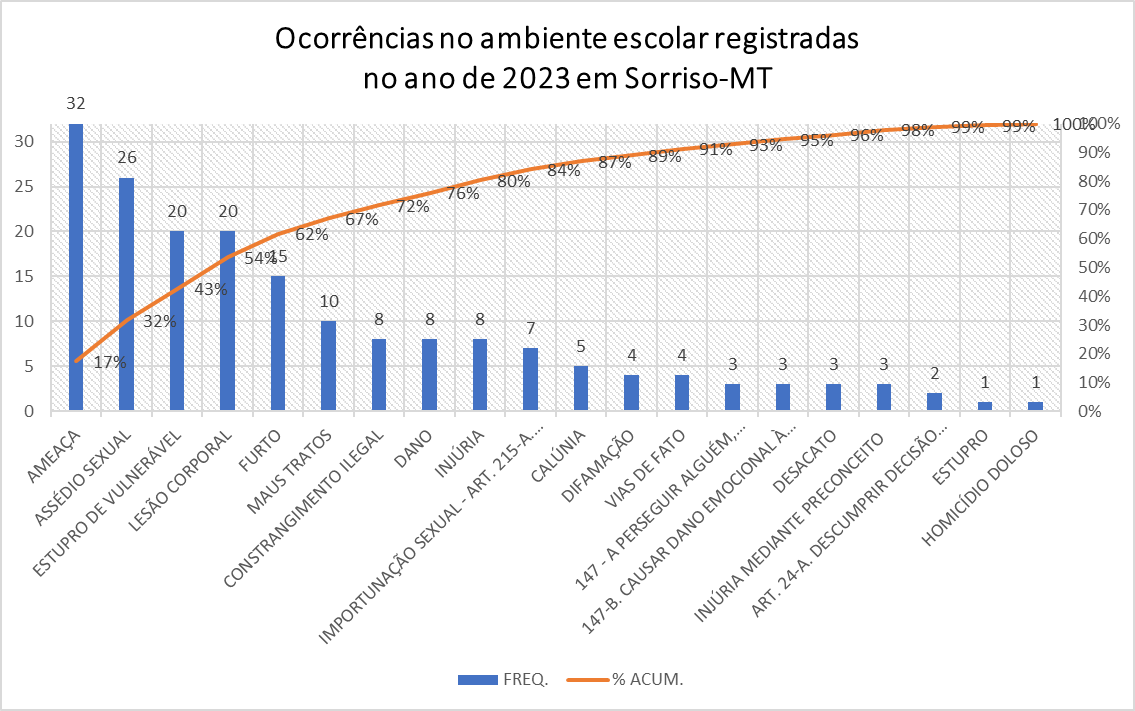 Ocorrências no ambiente escolar registradas
no ano de 2023 em Sorriso-MT
32
26
20
20
15
10
8
8
8
7
5
4
4
3
3
3
3
2
1
1
17%
32%
43%
54%
62%
67%
72%
76%
80%
84%
87%
89%
91%
93%
95%
96%
98%
99%
99%
100%
30
25
20
15
10
5
0
100%
90%
80%
70%
60%
50%
40%
30%
20%
10%
0%
AMEAÇA
ASSÉDIO SEXUAL
ESTUPRO DE VULNERÁVEL
LESÃO CORPORAL
FURTO
MAUS TRATOS
CONSTRANGIMENTO ILEGAL
DANO
INJÚRIA
IMPORTUNAÇÃO SEXUAL - ART. 215-A....
CALÚNIA
DIFAMAÇÃO
VIAS DE FATO
147 - A PERSEGUIR ALGUÉM,...
147-B. CAUSAR DANO EMOCIONAL À...
DESACATO
INJÚRIA MEDIANTE PRECONCEITO
ART. 24-A. DESCUMPRIR DECISÃO...
ESTUPRO
HOMICÍDIO DOLOSO
FREQ.
% ACUM.